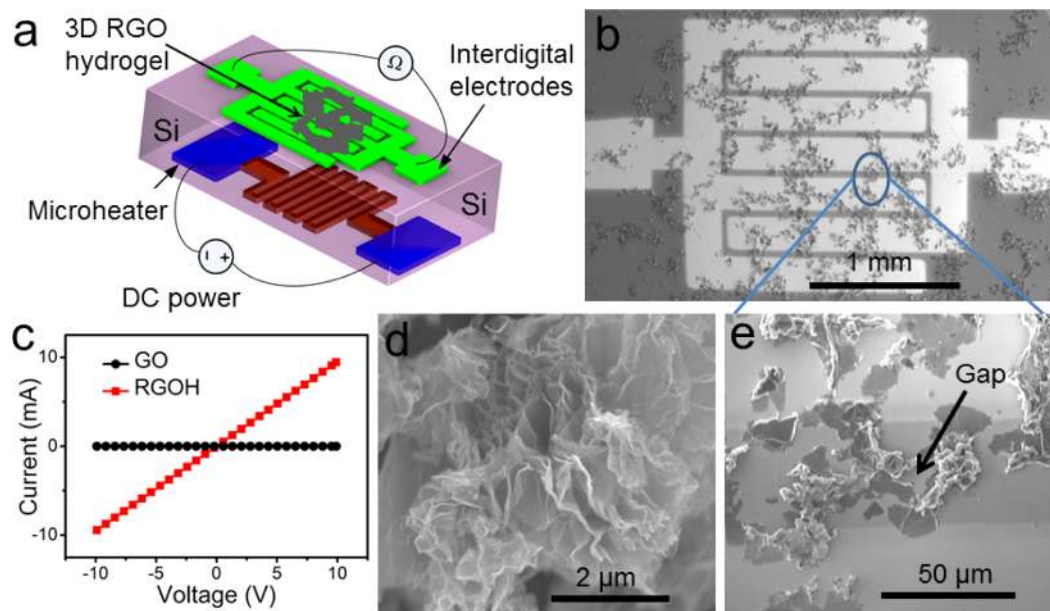 a
3D RGO
hydrogel
Ω
Interdigital
electrodes
Si
Microheater
Si
DC power
b
1 mm
c
GO
RGOH
Current (mA)
10
0
-10
-10
-5
0
5
10
Voltage (V)
d
2 µm
e
Gap
50 µm